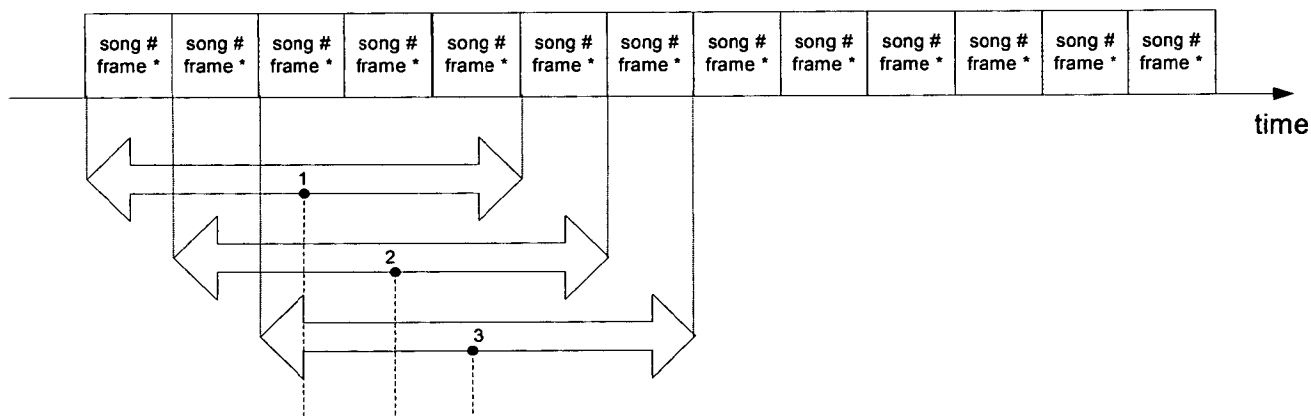 song # song # song # song # song # song # song # song # song # song # song # song # song #
frame * frame * frame * frame * frame * frame * frame * frame * frame * frame * frame * frame * frame *
time
1
2
3